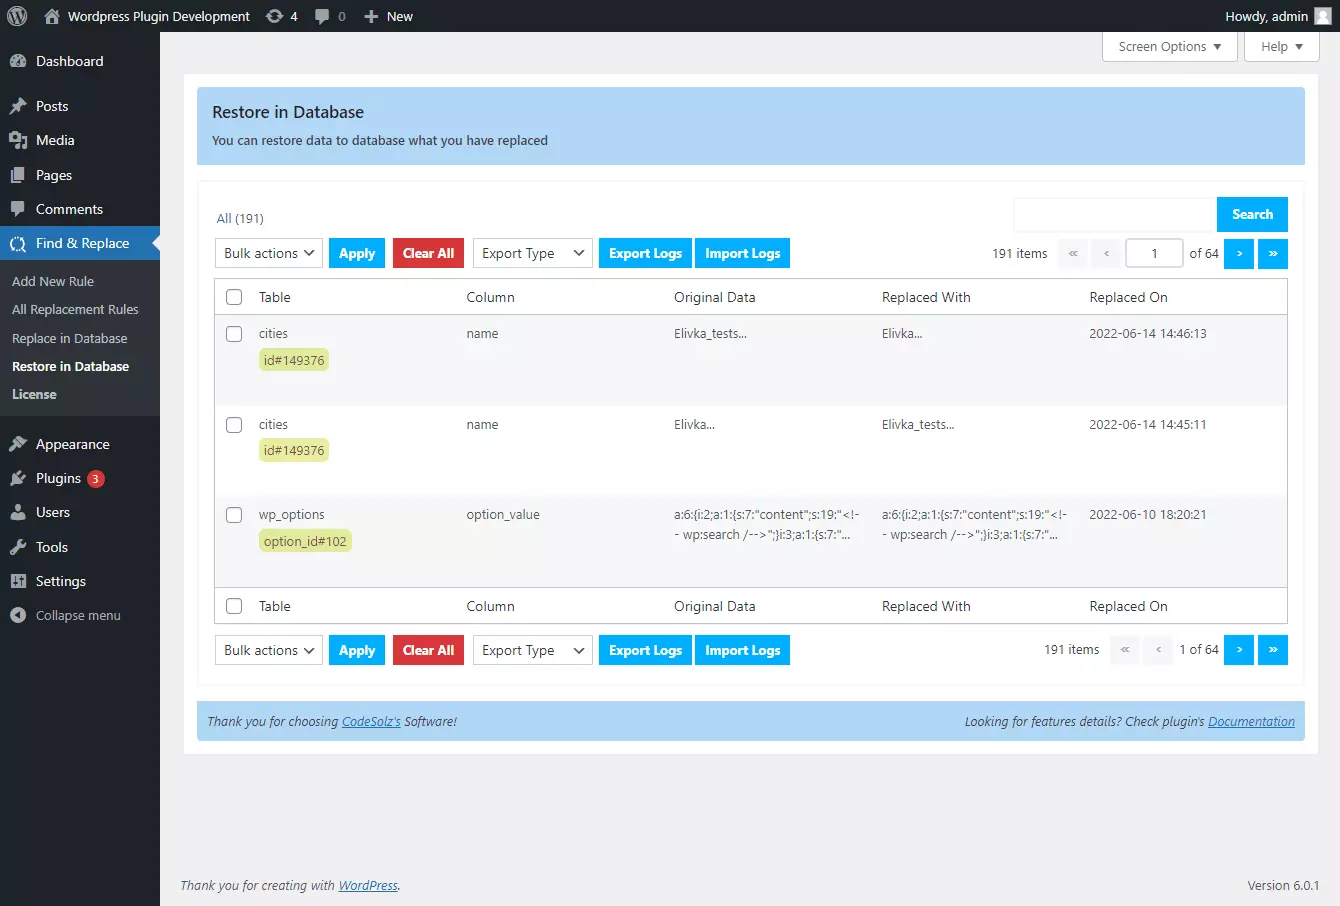 Wordpress Plugin Development 4 0 New Howdy, admin
Screen Options Help
Dashboard
Posts
Media
Pages
Comments
Find & Replace
Add New Rule
All Replacement Rules
Replace in Database
Restore in Database
License
Appearance
Plugins 3
Users
Tools
Settings
Collapse menu
Restore in Database
You can restore data to database what you have replaced
All (191)
Search
Bulk actions Apply Clear All Export Type Export Logs Import Logs 191 items « ‹ 1 of 64 › »
Table Column Original Data Replaced With Replaced On
cities name Elivka_tests... Elivka... 2022-06-14 14:46:13
id#149376
cities name Elivka... Elivka_tests... 2022-06-14 14:45:11
id#149376
wp_options option_value a:6:{i:2;a:1:{s:7:"content";s:19:"<!- a:6:{i:2;a:1:{s:7:"content";s:19:"<!- 2022-06-10 18:20:21
- wp:search /-->";}i:3;a:1:{s:7:"... - wp:search /-->";}i:3;a:1:{s:7:"...
option_id#102
Table Column Original Data Replaced With Replaced On
Bulk actions Apply Clear All Export Type Export Logs Import Logs 191 items « ‹ 1 of 64 › »
Thank you for choosing CodeSolz's Software! Looking for features details? Check plugin's Documentation
Thank you for creating with WordPress. Version 6.0.1